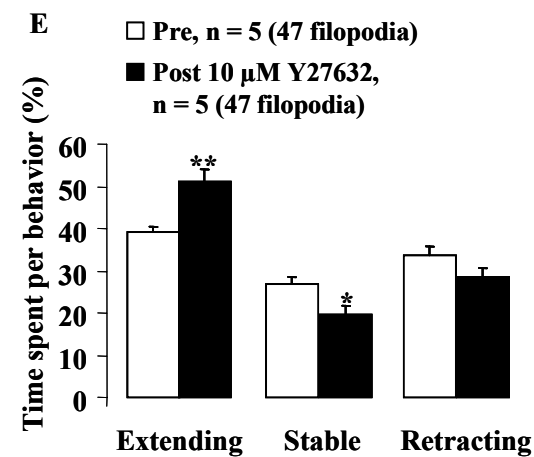 E
Pre, n = 5 (47 filopodia)
Post 10 µM Y27632,
n = 5 (47 filopodia)
Time spent per behavior (%)
60
50
40
30
20
10
0
**
*
Extending Stable Retracting